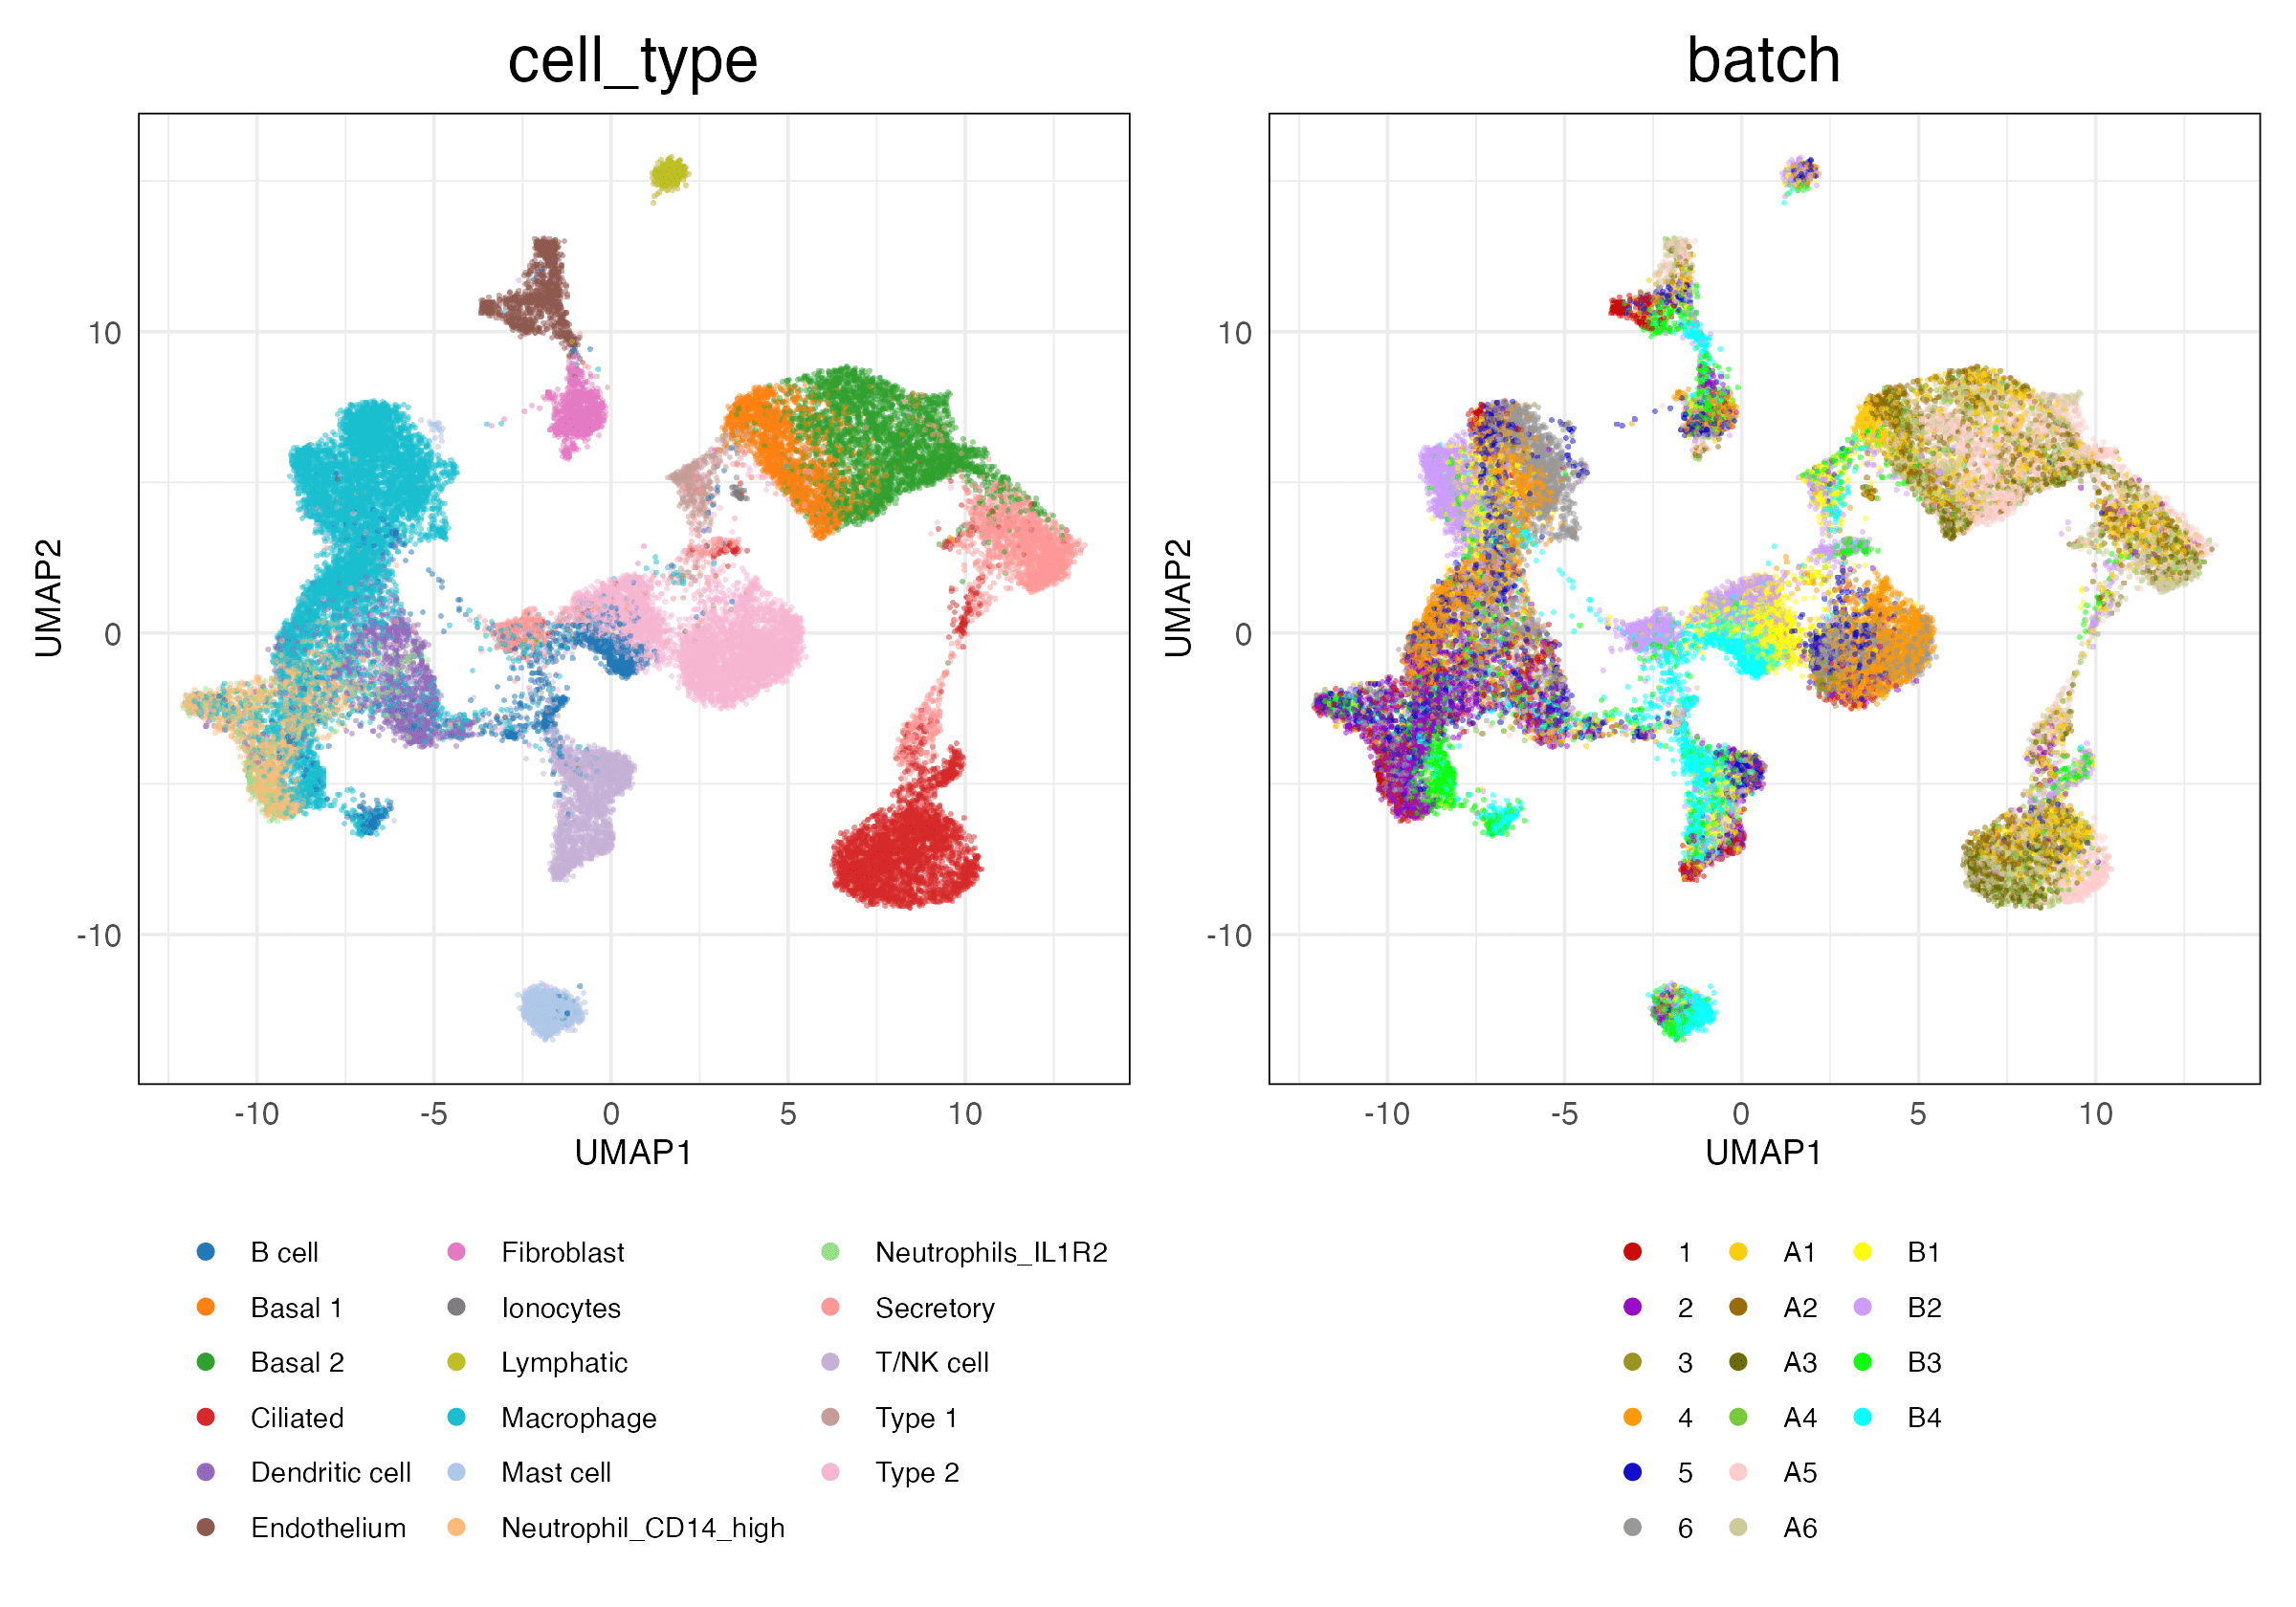 cell_type
batch
UMAP2
10
0
-10
-10
-5
0
5
10
UMAP1
UMAP2
10
0
-10
-10
-5
0
5
10
UMAP1
B cell
Basal 1
Basal 2
Ciliated
Dendritic cell
Endothelium
Fibroblast
Ionocytes
Lymphatic
Macrophage
Mast cell
Neutrophil_CD14_high
Neutrophils_IL1R2
Secretory
T/NK cell
Type 1
Type 2
1
2
3
4
5
6
A1
A2
A3
A4
A5
A6
B1
B2
B3
B4